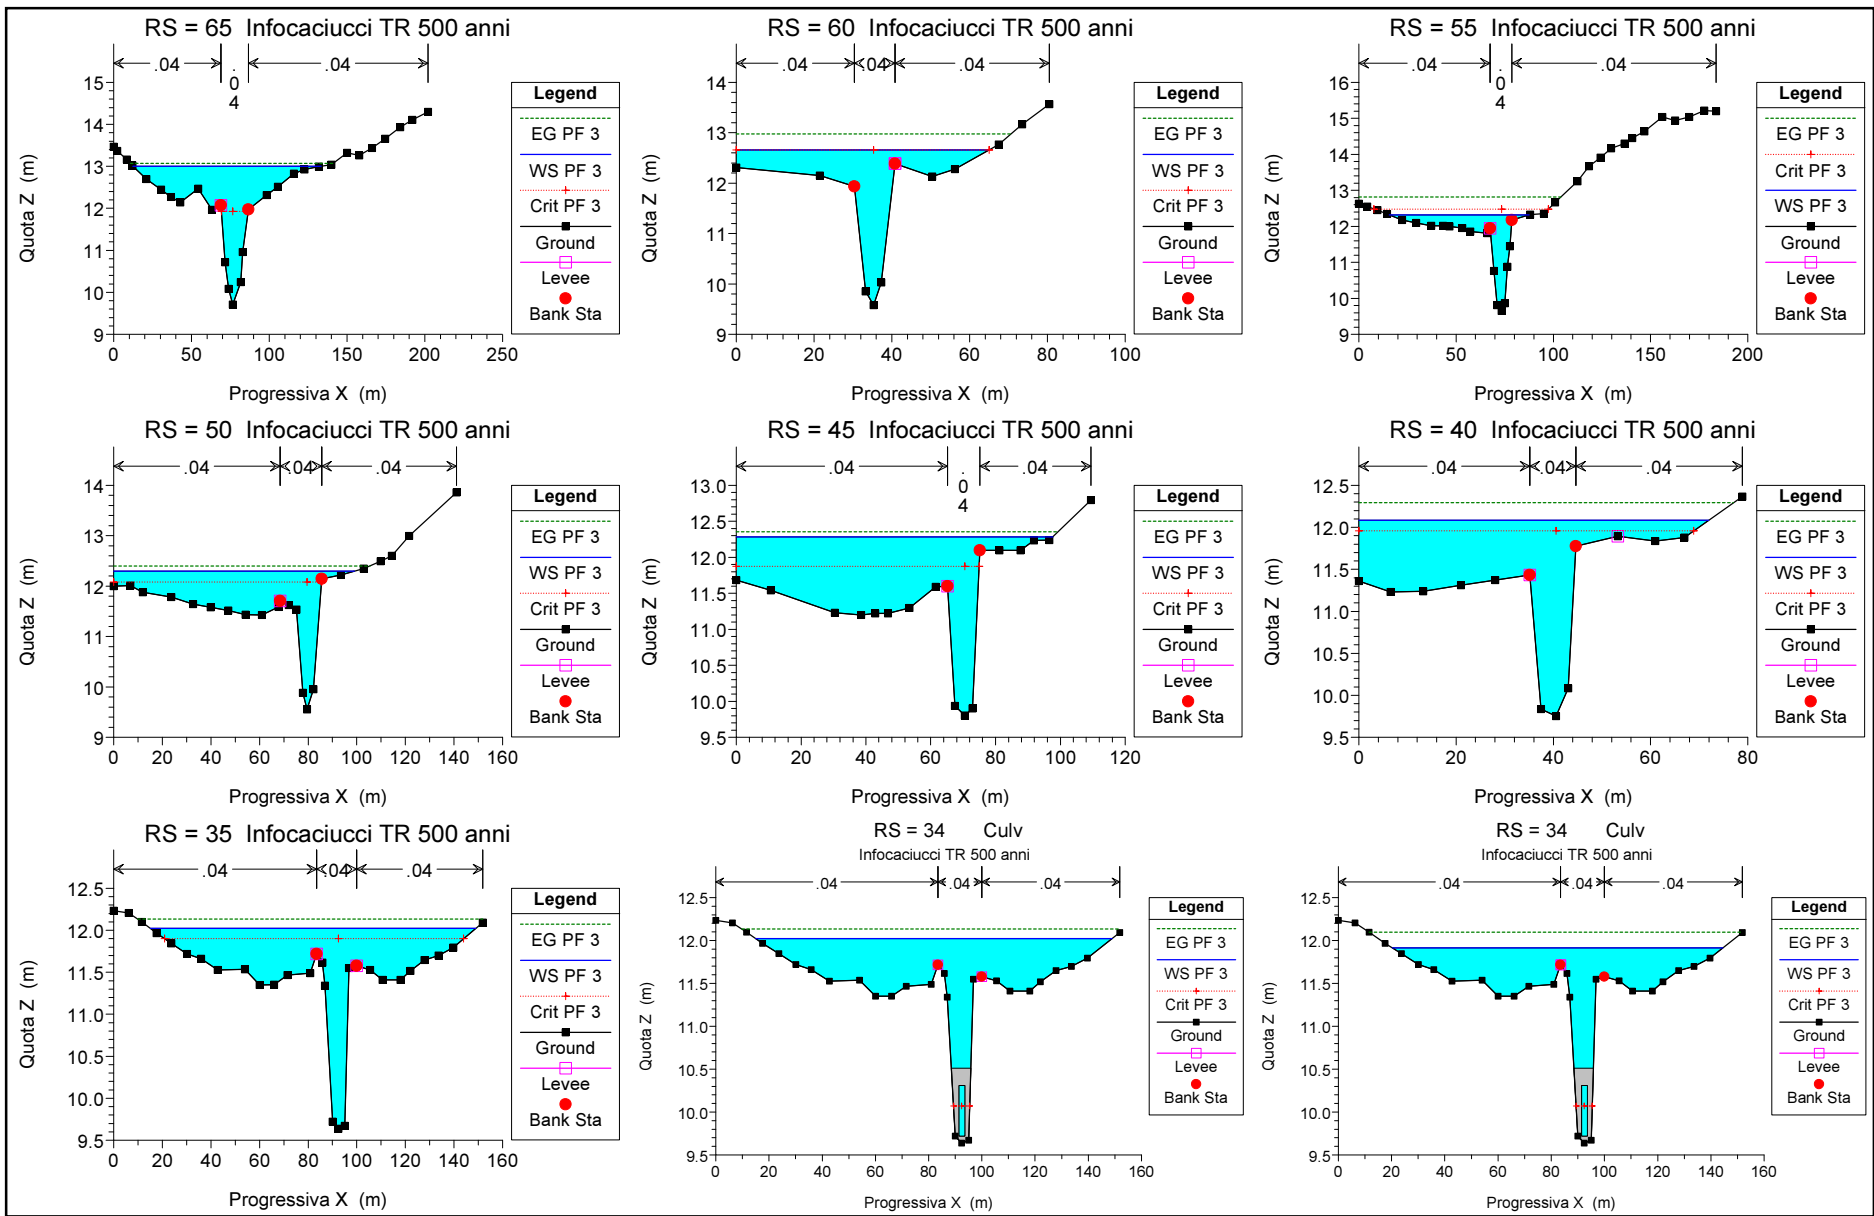 RS = 65 Infocaciucci TR 500 anni
.04
.04
.04
15
14
13
12
11
10
9
0
50
100
150
200
250
Quota Z (m)
Progressiva X (m)
Legend
EG PF 3
WS PF 3
Crit PF 3
Ground
Levee
Bank Sta
RS = 60 Infocaciucci TR 500 anni
.04
.04
.04
14
13
12
11
10
9
0
20
40
60
80
100
Quota Z (m)
Progressiva X (m)
Legend
EG PF 3
WS PF 3
Crit PF 3
Ground
Levee
Bank Sta
RS = 55 Infocaciucci TR 500 anni
.04
.04
.04
16
15
14
13
12
11
10
9
0
50
100
150
200
Quota Z (m)
Progressiva X (m)
Legend
EG PF 3
Crit PF 3
WS PF 3
Ground
Levee
Bank Sta
RS = 50 Infocaciucci TR 500 anni
.04
.04
.04
14
13
12
11
10
9
0
20
40
60
80
100
120
140
160
Quota Z (m)
Progressiva X (m)
Legend
EG PF 3
WS PF 3
Crit PF 3
Ground
Levee
Bank Sta
RS = 45 Infocaciucci TR 500 anni
.04
.04
.04
13.0
12.5
12.0
11.5
11.0
10.5
10.0
9.5
0
20
40
60
80
100
120
Quota Z (m)
Progressiva X (m)
Legend
EG PF 3
WS PF 3
Crit PF 3
Ground
Levee
Bank Sta
RS = 40 Infocaciucci TR 500 anni
.04
.04
.04
12.5
12.0
11.5
11.0
10.5
10.0
9.5
0
20
40
60
80
Quota Z (m)
Progressiva X (m)
Legend
EG PF 3
WS PF 3
Crit PF 3
Ground
Levee
Bank Sta
RS = 35 Infocaciucci TR 500 anni
.04
.04
.04
12.5
12.0
11.5
11.0
10.5
10.0
9.5
0
20
40
60
80
100
120
140
160
Quota Z (m)
Progressiva X (m)
Legend
EG PF 3
WS PF 3
Crit PF 3
Ground
Levee
Bank Sta
RS = 34 Culv
Infocaciucci TR 500 anni
.04
.04
.04
12.5
12.0
11.5
11.0
10.5
10.0
9.5
0
20
40
60
80
100
120
140
160
Quota Z (m)
Progressiva X (m)
Legend
EG PF 3
WS PF 3
Crit PF 3
Ground
Levee
Bank Sta
RS = 34 Culv
Infocaciucci TR 500 anni
.04
.04
.04
12.5
12.0
11.5
11.0
10.5
10.0
9.5
0
20
40
60
80
100
120
140
160
Quota Z (m)
Progressiva X (m)
Legend
EG PF 3
WS PF 3
Crit PF 3
Ground
Levee
Bank Sta